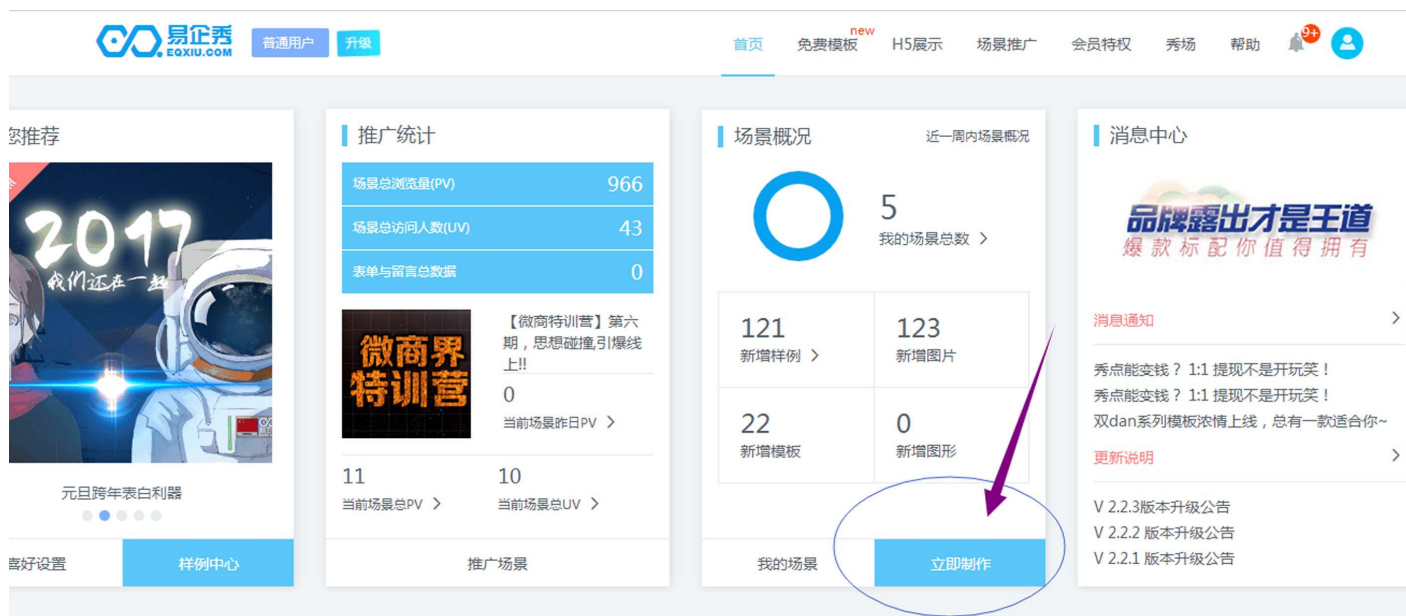 易企秀
EQXIU.COM
普通用户
升级
首页
免费模板
new
H5展示
场景推广
会员特权
秀场
帮助
9+
您推荐
2017
我们还在一起
元旦跨年表白利器
喜好设置
样例中心
推广统计
场景总浏览量(PV) 966
场景总访问人数(UV) 43
表单与留言总数据 0
微商界
特训营
【微商特训营】第六
期，思想碰撞,引爆线
上!!
0
当前场景昨日PV
11
当前场景总PV
10
当前场景总UV
推广场景
场景概况
近一周内场景概况
5
我的场景总数
121
新增样例
123
新增图片
22
新增模板
0
新增图形
我的场景
立即制作
消息中心
品牌露出才是王道
爆款标配你值得拥有
消息通知
秀点能变钱？ 1:1 提现不是开玩笑！
秀点能变钱？ 1:1 提现不是开玩笑！
双dan系列模板浓情上线，总有一款适合你~
更新说明
V 2.2.3版本升级公告
V 2.2.2 版本升级公告
V 2.2.1 版本升级公告